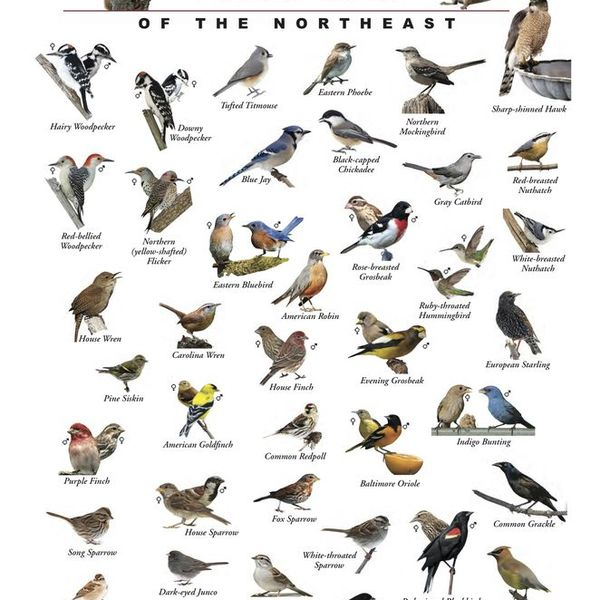 OF THE NORTHEAST
Hairy Woodpecker
Downy
Woodpecker
Tufted Titmouse
Eastern Phoebe
Northern
Mockingbird
Sharp-shinned Hawk
Blue Jay
Black-capped
Chickadee
Gray Catbird
Red-breasted
Nuthatch
Red-bellied
Woodpecker
Northern
(yellow-shafted)
Flicker
Eastern Bluebird
American Robin
Rose-breasted
Grosbeak
Ruby-throated
Hummingbird
White-breasted
Nuthatch
House Wren
Carolina Wren
House Finch
Evening Grosbeak
European Starling
Pine Siskin
American Goldfinch
Common Redpoll
Baltimore Oriole
Indigo Bunting
Purple Finch
House Sparrow
Fox Sparrow
Common Grackle
Song Sparrow
White-throated
Sparrow
Dark-eyed Junco